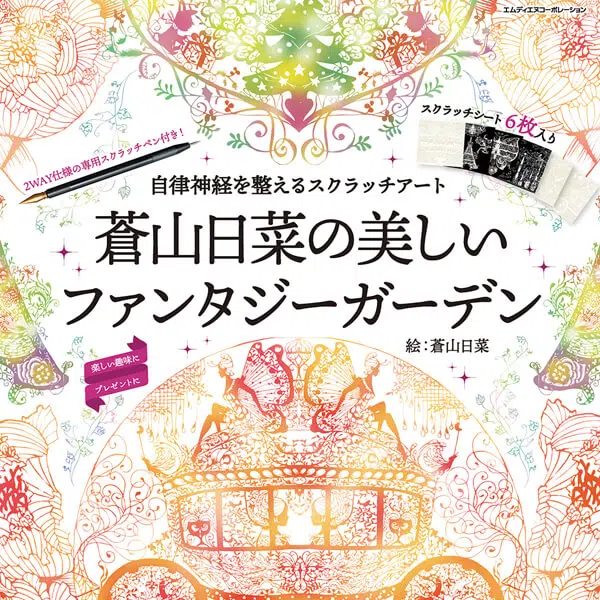 エムディエヌコーポレーション
スクラッチシート6枚入り
2WAY仕様の専用スクラッチペン付き!
自律神経を整えるスクラッチアート
蒼山日菜の美しい
ファンタジーガーデン
絵:蒼山日菜
楽しい趣味に
プレゼントに